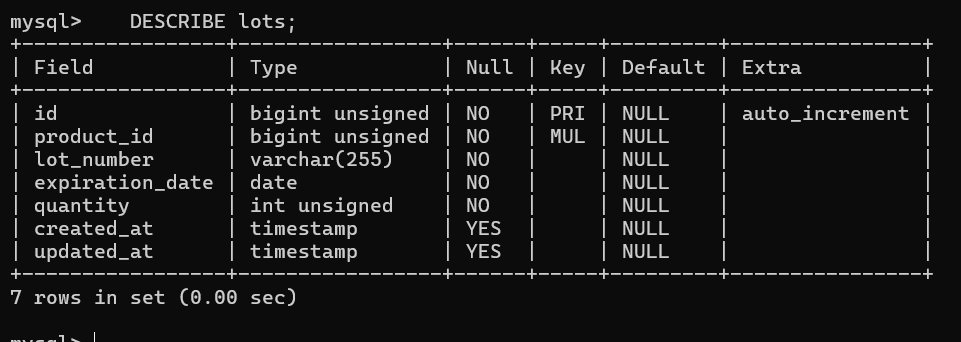 mysql>    DESCRIBE lots;
+-----------------+-----------------+------+-----+---------+----------------+
| Field           | Type            | Null | Key | Default | Extra          |
+-----------------+-----------------+------+-----+---------+----------------+
| id              | bigint unsigned | NO   | PRI | NULL    | auto_increment |
| product_id      | bigint unsigned | NO   | MUL | NULL    |                |
| lot_number      | varchar(255)    | NO   |     | NULL    |                |
| expiration_date | date            | NO   |     | NULL    |                |
| quantity        | int unsigned    | NO   |     | NULL    |                |
| created_at      | timestamp       | YES  |     | NULL    |                |
| updated_at      | timestamp       | YES  |     | NULL    |                |
+-----------------+-----------------+------+-----+---------+----------------+
7 rows in set (0.00 sec)
mysql>